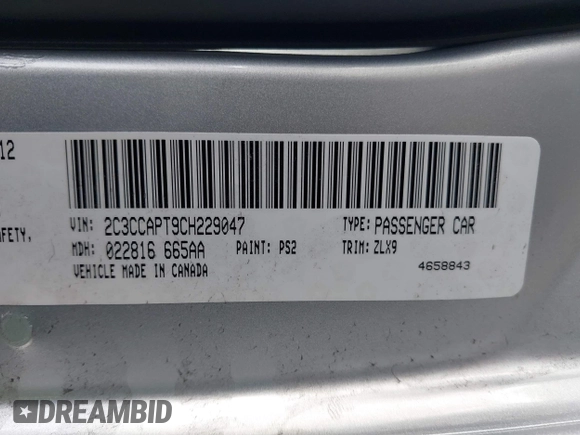 12
AFETY,
VIN: 2C3CCAPT9CH229047
TYPE: PASSENGER CAR
MDH: 022816 665AA
PAINT: PS2
TRIM: ZLX9
VEHICLE MADE IN CANADA
4658843
DREAMBID